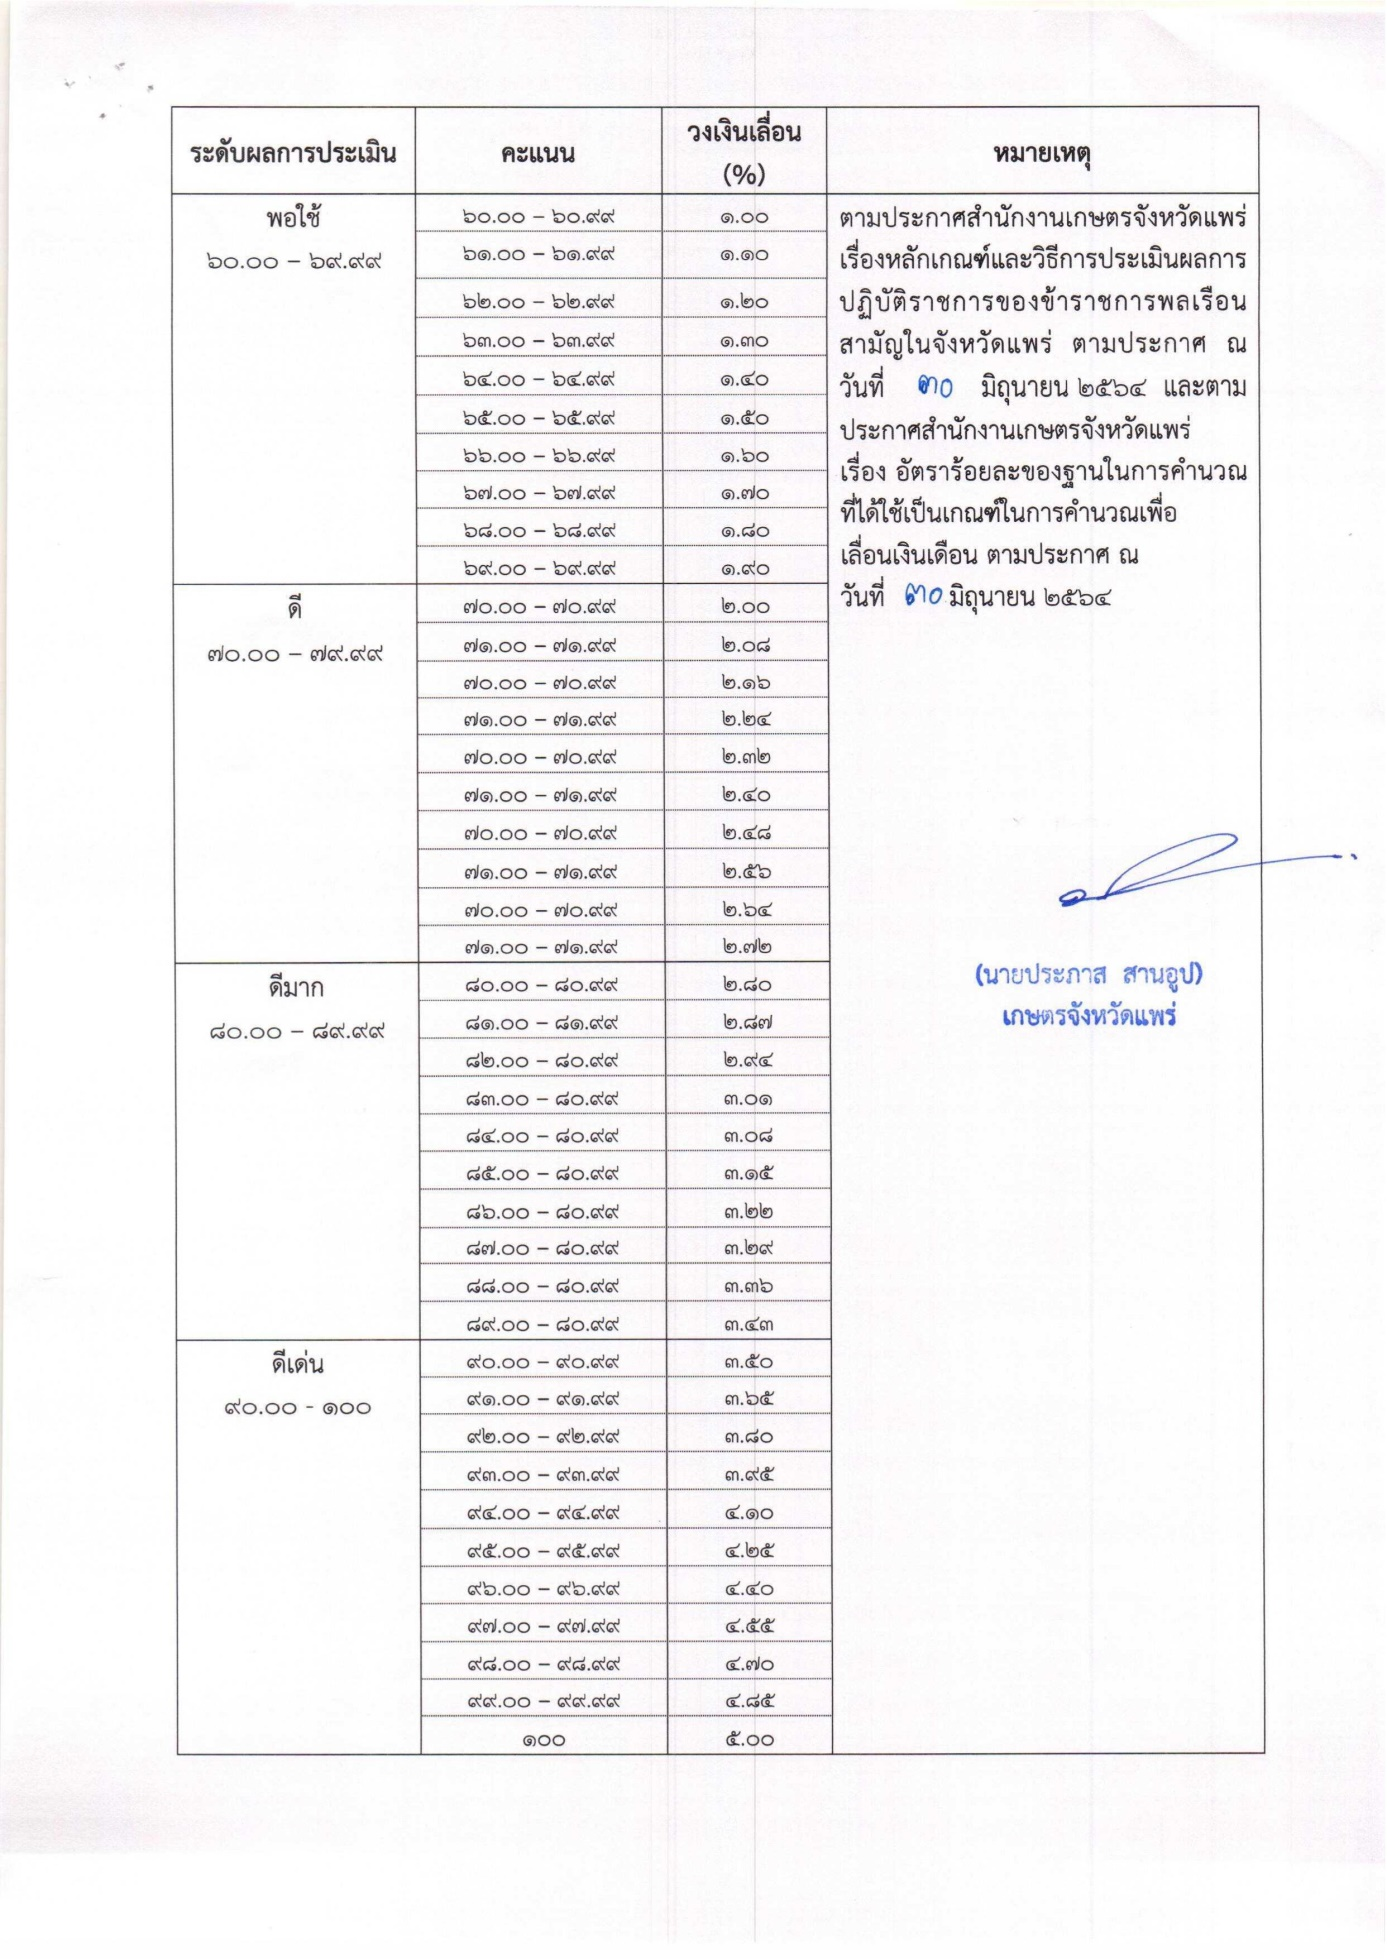 ระดับผลการประเมิน คะแนน วงเงินเลื่อน (%) หมายเหตุ
พอใช้
๖๐.๐๐ – ๖๙.๙๙
๖๐.๐๐ – ๖๐.๙๙ ๑.๐๐
๖๑.๐๐ – ๖๑.๙๙ ๑.๑๐
๖๒.๐๐ – ๖๒.๙๙ ๑.๒๐
๖๓.๐๐ – ๖๓.๙๙ ๑.๓๐
๖๔.๐๐ – ๖๔.๙๙ ๑.๔๐
๖๕.๐๐ – ๖๕.๙๙ ๑.๕๐
๖๖.๐๐ – ๖๖.๙๙ ๑.๖๐
๖๗.๐๐ – ๖๗.๙๙ ๑.๗๐
๖๘.๐๐ – ๖๘.๙๙ ๑.๘๐
๖๙.๐๐ – ๖๙.๙๙ ๑.๙๐
ดี
๗๐.๐๐ – ๗๙.๙๙
๗๐.๐๐ – ๗๐.๙๙ ๒.๐๐
๗๑.๐๐ – ๗๑.๙๙ ๒.๐๘
๗๐.๐๐ – ๗๐.๙๙ ๒.๑๖
๗๑.๐๐ – ๗๑.๙๙ ๒.๒๔
๗๐.๐๐ – ๗๐.๙๙ ๒.๓๒
๗๑.๐๐ – ๗๑.๙๙ ๒.๔๐
๗๐.๐๐ – ๗๐.๙๙ ๒.๔๘
๗๑.๐๐ – ๗๑.๙๙ ๒.๕๖
๗๐.๐๐ – ๗๐.๙๙ ๒.๖๔
๗๑.๐๐ – ๗๑.๙๙ ๒.๗๒
ดีมาก
๘๐.๐๐ – ๘๙.๙๙
๘๐.๐๐ – ๘๐.๙๙ ๒.๘๐
๘๑.๐๐ – ๘๑.๙๙ ๒.๘๗
๘๒.๐๐ – ๘๐.๙๙ ๒.๙๔
๘๓.๐๐ – ๘๐.๙๙ ๓.๐๑
๘๔.๐๐ – ๘๐.๙๙ ๓.๐๘
๘๕.๐๐ – ๘๐.๙๙ ๓.๑๕
๘๖.๐๐ – ๘๐.๙๙ ๓.๒๒
๘๗.๐๐ – ๘๐.๙๙ ๓.๒๙
๘๘.๐๐ – ๘๐.๙๙ ๓.๓๖
๘๙.๐๐ – ๘๐.๙๙ ๓.๔๓
ดีเด่น
๙๐.๐๐ - ๑๐๐
๙๐.๐๐ – ๙๐.๙๙ ๓.๕๐
๙๑.๐๐ – ๙๑.๙๙ ๓.๖๕
๙๒.๐๐ – ๙๒.๙๙ ๓.๘๐
๙๓.๐๐ – ๙๓.๙๙ ๓.๙๕
๙๔.๐๐ – ๙๔.๙๙ ๔.๑๐
๙๕.๐๐ – ๙๕.๙๙ ๔.๒๕
๙๖.๐๐ – ๙๖.๙๙ ๔.๔๐
๙๗.๐๐ – ๙๗.๙๙ ๔.๕๕
๙๘.๐๐ – ๙๘.๙๙ ๔.๗๐
๙๙.๐๐ – ๙๙.๙๙ ๔.๘๕
๑๐๐ ๕.๐๐
ตามประกาศสำนักงานเกษตรจังหวัดแพร่
เรื่องหลักเกณฑ์และวิธีการประเมินผลการ
ปฏิบัติราชการของข้าราชการพลเรือน
สามัญในจังหวัดแพร่ ตามประกาศ ณ
วันที่ ๓๐ มิถุนายน ๒๕๖๔ และตาม
ประกาศสำนักงานเกษตรจังหวัดแพร่
เรื่อง อัตราร้อยละของฐานในการคำนวณ
ที่ได้ใช้เป็นเกณฑ์ในการคำนวณเพื่อ
เลื่อนเงินเดือน ตามประกาศ ณ
วันที่ ๓๐ มิถุนายน ๒๕๖๔
(นายประภาส สานอูป)
เกษตรจังหวัดแพร่